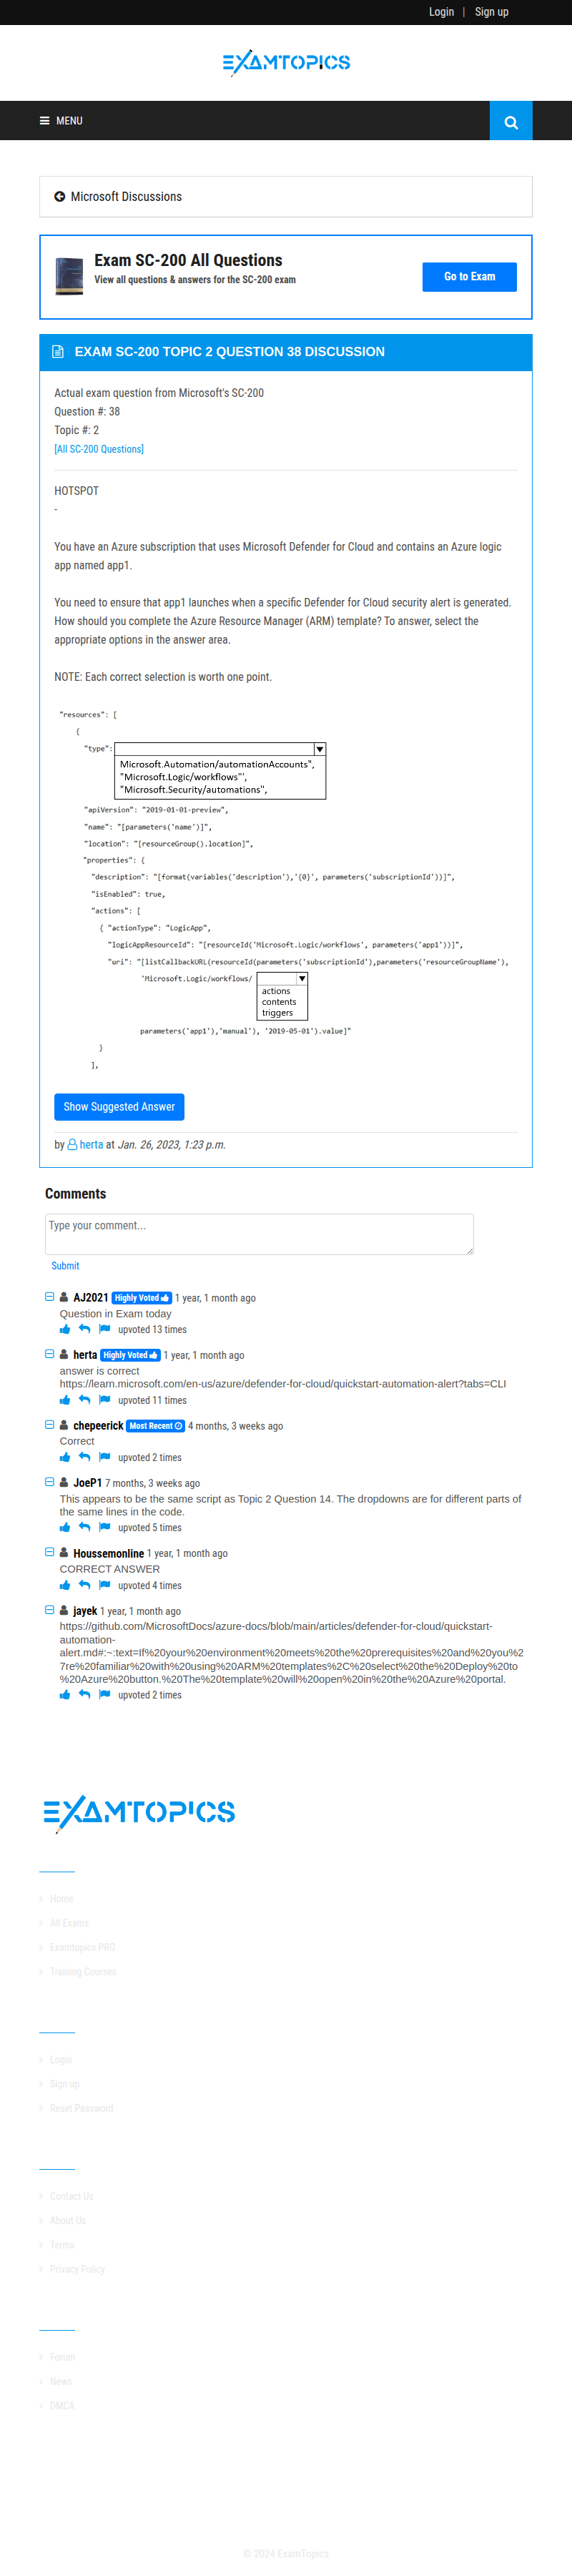 Login | Sign up
EXAMTOPICS
MENU
Microsoft Discussions
Exam SC-200 All Questions
View all questions & answers for the SC-200 exam
Go to Exam
EXAM SC-200 TOPIC 2 QUESTION 38 DISCUSSION
Actual exam question from Microsoft's SC-200
Question #: 38
Topic #: 2
[All SC-200 Questions]
HOTSPOT
-
You have an Azure subscription that uses Microsoft Defender for Cloud and contains an Azure logic
app named app1.
You need to ensure that app1 launches when a specific Defender for Cloud security alert is generated.
How should you complete the Azure Resource Manager (ARM) template? To answer, select the
appropriate options in the answer area.
NOTE: Each correct selection is worth one point.
"resources": [
{
"type":
Microsoft.Automation/automationAccounts",
"Microsoft.Logic/workflows"',
"Microsoft.Security/automations",
"apiVersion": "2019-01-01-preview",
"name": "[parameters('name')]",
"location": "[resourceGroup().location]",
"properties": {
"description": "[format(variables('description'),'{0}', parameters('subscriptionId'))]",
"isEnabled": true,
"actions": [
{ "actionType": "LogicApp",
"logicAppResourceId": "[resourceId('Microsoft.Logic/workflows', parameters('app1'))]",
"uri": "[listCallbackURL(resourceId(parameters('subscriptionId'),parameters('resourceGroupName'),
'Microsoft.Logic/workflows/
actions
contents
triggers
parameters('app1'),'manual'), '2019-05-01').value]"
}
],
Show Suggested Answer
by herta at Jan. 26, 2023, 1:23 p.m.
Comments
Type your comment...
Submit
AJ2021 Highly Voted 1 year, 1 month ago
Question in Exam today
upvoted 13 times
herta Highly Voted 1 year, 1 month ago
answer is correct
https://learn.microsoft.com/en-us/azure/defender-for-cloud/quickstart-automation-alert?tabs=CLI
upvoted 11 times
chepeerick Most Recent 4 months, 3 weeks ago
Correct
upvoted 2 times
JoeP1 7 months, 3 weeks ago
This appears to be the same script as Topic 2 Question 14. The dropdowns are for different parts of
the same lines in the code.
upvoted 5 times
Houssemonline 1 year, 1 month ago
CORRECT ANSWER
upvoted 4 times
jayek 1 year, 1 month ago
https://github.com/MicrosoftDocs/azure-docs/blob/main/articles/defender-for-cloud/quickstart-
automation-
alert.md#:~:text=If%20your%20environment%20meets%20the%20prerequisites%20and%20you%2
7re%20familiar%20with%20using%20ARM%20templates%2C%20select%20the%20Deploy%20to
%20Azure%20button.%20The%20template%20will%20open%20in%20the%20Azure%20portal.
upvoted 2 times
EXAMTOPICS
Home
All Exams
Examtopics PRO
Training Courses
Login
Sign up
Reset Password
Contact Us
About Us
Terms
Privacy Policy
Forum
News
DMCA
© 2024 ExamTopics